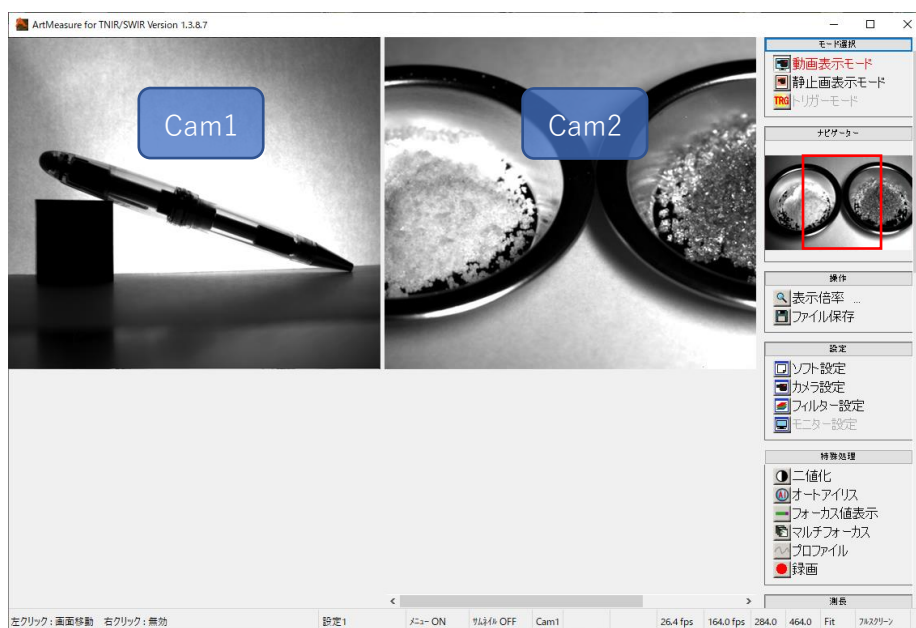 ArtMeasure for TNIR/SWIR Version 1.3.8.7
Cam1
Cam2
モード選択
動画表示モード
静止画表示モード
TRG トリガーモード
ナビゲーター
操作
表示倍率 ...
ファイル保存
設定
ソフト設定
カメラ設定
フィルター設定
モニター設定
特殊処理
二値化
AI オートアイリス
フォーカス値表示
マルチフォーカス
プロファイル
録画
測長
左クリック : 画面移動 右クリック : 無効 設定1 メニュー ON サムネイル OFF Cam1 26.4 fps 164.0 fps 284.0 464.0 Fit フルスクリーン